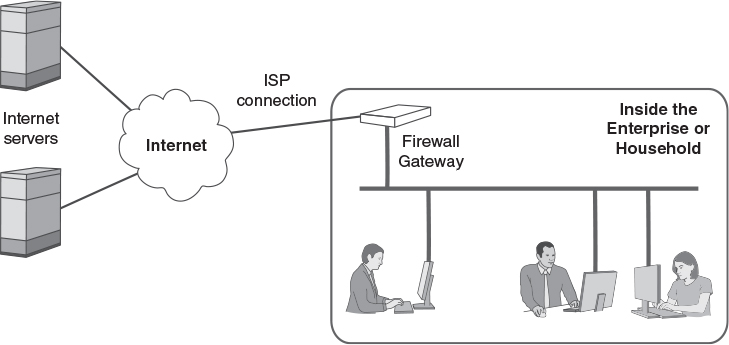 Internet
servers
Internet
ISP
connection
Firewall
Gateway
Inside the
Enterprise or
Household